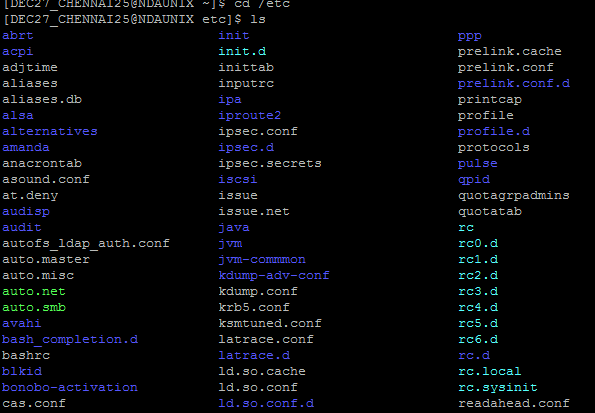 [DEC27_CHENNAI25@NDAUNIX ~]$ cd /etc
[DEC27_CHENNAI25@NDAUNIX etc]$ ls
abrt init ppp
acpi init.d prelink.cache
adjtime inittab prelink.conf
aliases inputrc prelink.conf.d
aliases.db ipa printcap
alsa iproute2 profile
alternatives ipsec.conf profile.d
amanda ipsec.d protocols
anacrontab ipsec.secrets pulse
asound.conf iscsi qpid
at.deny issue quotagrpadmins
audisp issue.net quotatab
audit java rc
autofs_ldap_auth.conf jvm rc0.d
auto.master jvm-commmon rc1.d
auto.misc kdump-adv-conf rc2.d
auto.net kdump.conf rc3.d
auto.smb krb5.conf rc4.d
avahi ksmtuned.conf rc5.d
bash_completion.d latrace.conf rc6.d
bashrc latrace.d rc.d
blkid ld.so.cache rc.local
bonobo-activation ld.so.conf rc.sysinit
cas.conf ld.so.conf.d readahead.conf